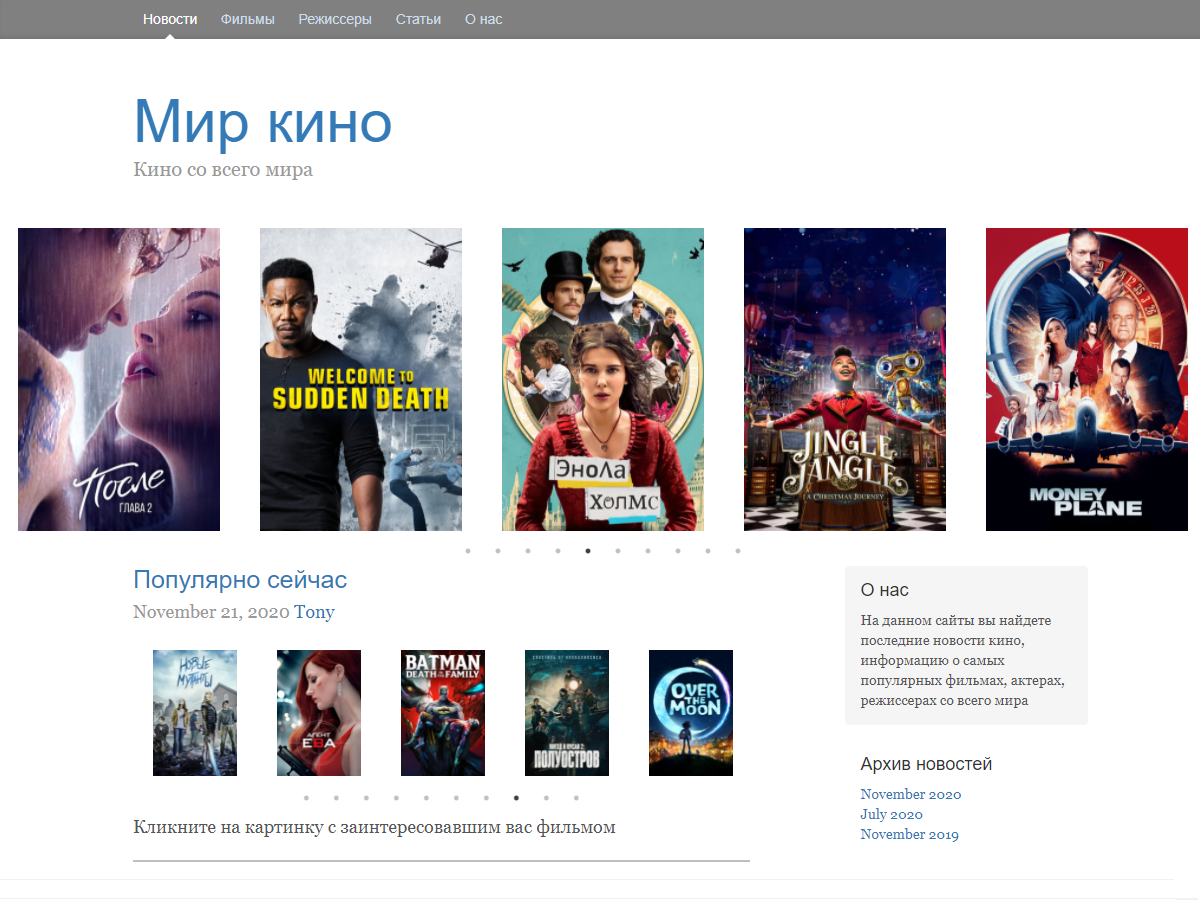 Новости Фильмы Режиссеры Статьи О нас
Мир кино
Кино со всего мира
После
ГЛАВА 2
WELCOME TO
SUDDEN DEATH
ЭНОЛА
ХОЛМС
JINGLE
JANGLE
A CHRISTMAS JOURNEY
MONEY
PLANE
Популярно сейчас
November 21, 2020 Tony
НОВЫЕ
МУТАНТЫ
АГЕНТ
ЕВА
BATMAN
DEATH IN THE FAMILY
ПОЕЗД В ПУСАН 2:
ПОЛУОСТРОВ
OVER
THE
MOON
Кликните на картинку с заинтересовавшим вас фильмом
О нас
На данном сайты вы найдете
последние новости кино,
информацию о самых
популярных фильмах, актерах,
режиссерах со всего мира
Архив новостей
November 2020
July 2020
November 2019